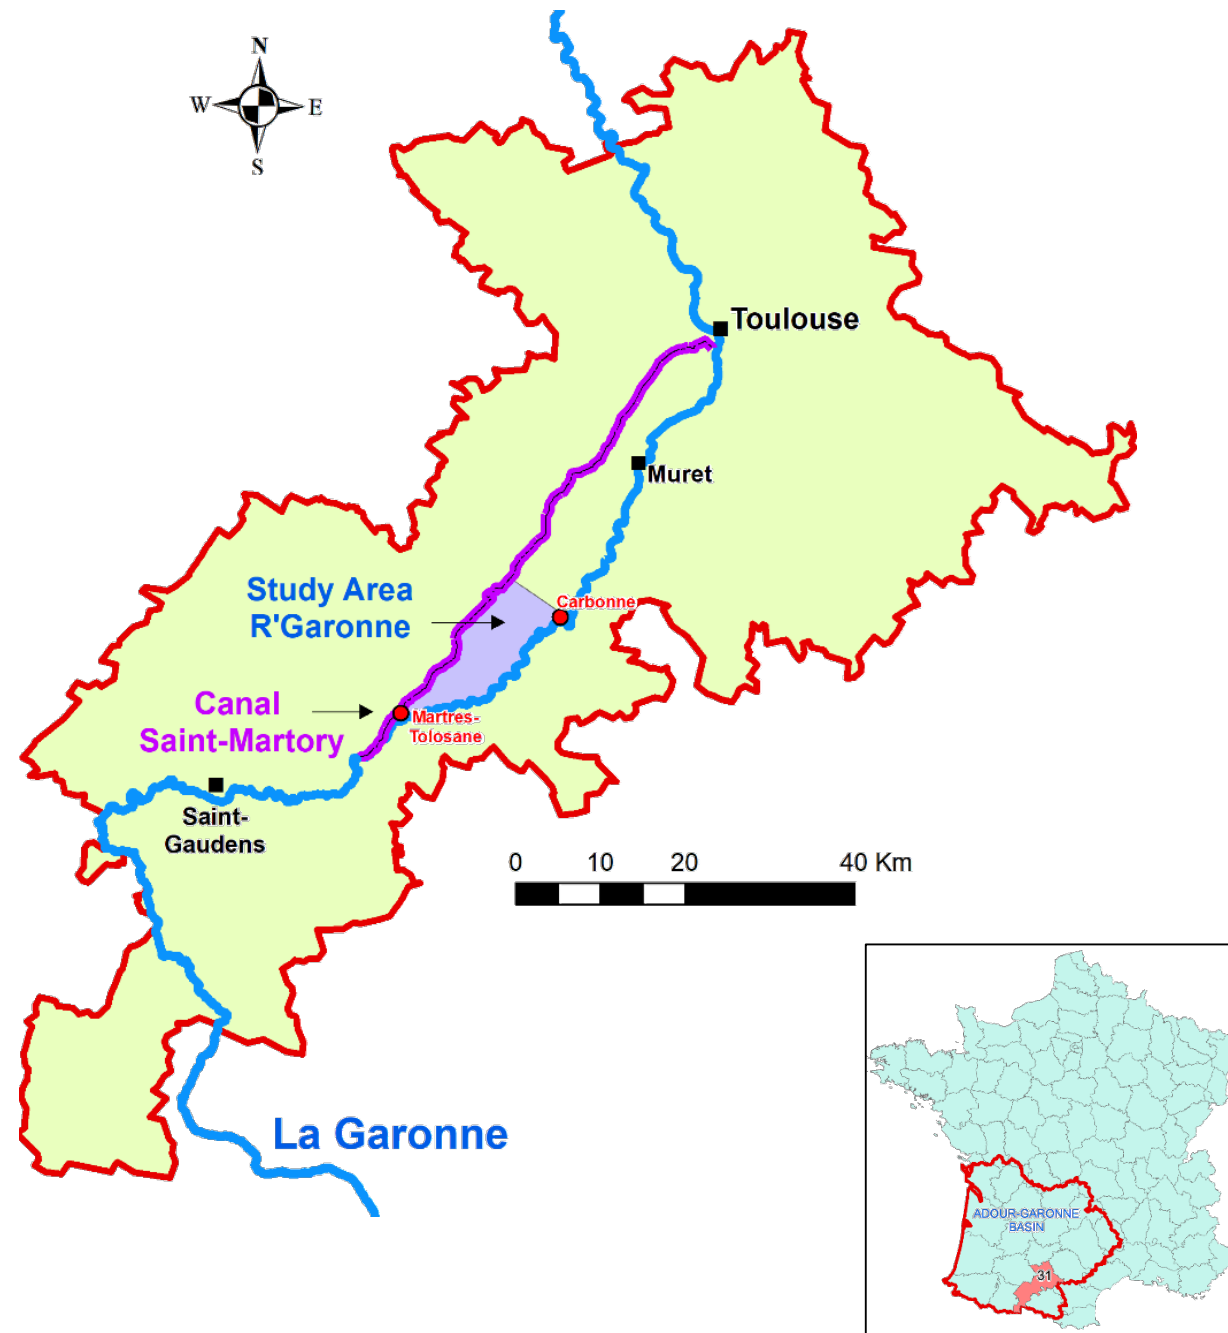 N
W E
S
Toulouse
Muret
Study Area
R'Garonne
Carbonne
Canal
Saint-Martory
Martres-
Tolosane
Saint-
Gaudens
0 10 20 40 Km
La Garonne
ADOUR-GARONNE
BASIN
31